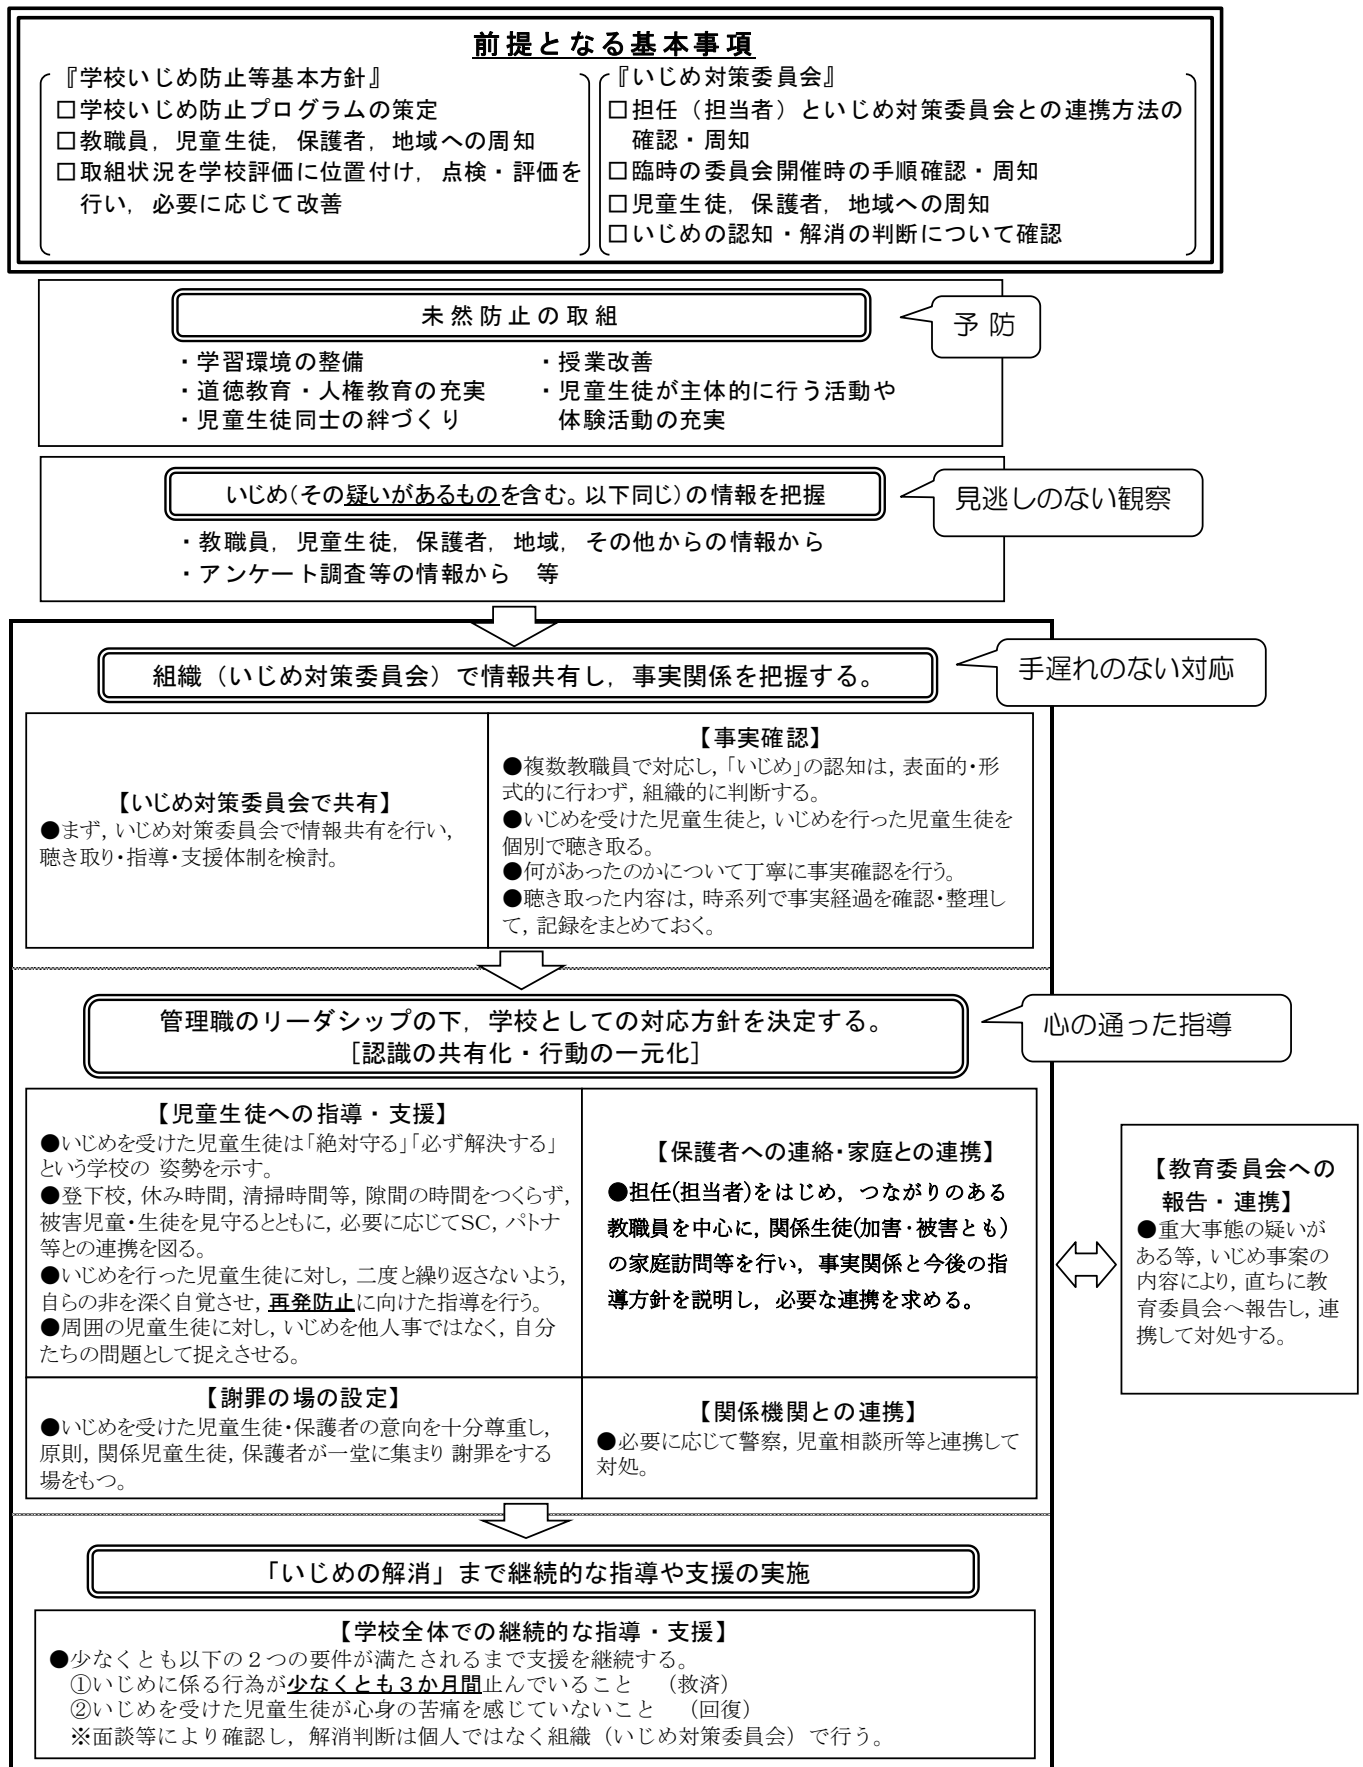 前提となる基本事項
『学校いじめ防止等基本方針』
□学校いじめ防止プログラムの策定
□教職員，児童生徒，保護者，地域への周知
□取組状況を学校評価に位置付け，点検・評価を
行い，必要に応じて改善
『いじめ対策委員会』
□担任（担当者）といじめ対策委員会との連携方法の
確認・周知
□臨時の委員会開催時の手順確認・周知
□児童生徒，保護者，地域への周知
□いじめの認知・解消の判断について確認
未然防止の取組
予防
・学習環境の整備
・道徳教育・人権教育の充実
・児童生徒同士の絆づくり
・授業改善
・児童生徒が主体的に行う活動や
体験活動の充実
いじめ（その疑いがあるものを含む。以下同じ）の情報を把握
見逃しのない観察
・教職員，児童生徒，保護者，地域，その他からの情報から
・アンケート調査等の情報から　等
組織（いじめ対策委員会）で情報共有し，事実関係を把握する。
手遅れのない対応
【いじめ対策委員会で共有】
●まず，いじめ対策委員会で情報共有を行い，
聴き取り・指導・支援体制を検討。
【事実確認】
●複数教職員で対応し，「いじめ」の認知は，表面的・形
式的に行わず，組織的に判断する。
●いじめを受けた児童生徒と，いじめを行った児童生徒を
個別で聴き取る。
●何があったのかについて丁寧に事実確認を行う。
●聴き取った内容は，時系列で事実経過を確認・整理し
て，記録をまとめておく。
管理職のリーダシップの下，学校としての対応方針を決定する。
［認識の共有化・行動の一元化］
心の通った指導
【児童生徒への指導・支援】
●いじめを受けた児童生徒は「絶対守る」「必ず解決する」
という学校の 姿勢を示す。
●登下校，休み時間，清掃時間等，隙間の時間をつくらず，
被害児童・生徒を見守るとともに，必要に応じてSC，パトナ
等との連携を図る。
●いじめを行った児童生徒に対し，二度と繰り返さないよう，
自らの非を深く自覚させ，再発防止に向けた指導を行う。
●周囲の児童生徒に対し，いじめを他人事ではなく，自分
たちの問題として捉えさせる。
【保護者への連絡・家庭との連携】
●担任(担当者)をはじめ，つながりのある
教職員を中心に，関係生徒(加害・被害とも)
の家庭訪問等を行い，事実関係と今後の指
導方針を説明し，必要な連携を求める。
【教育委員会への
報告・連携】
●重大事態の疑いが
ある等，いじめ事案の
内容により，直ちに教
育委員会へ報告し，連
携して対処する。
【謝罪の場の設定】
●いじめを受けた児童生徒・保護者の意向を十分尊重し，
原則，関係児童生徒，保護者が一堂に集まり 謝罪をする
場をもつ。
【関係機関との連携】
●必要に応じて警察，児童相談所等と連携して
対処。
「いじめの解消」まで継続的な指導や支援の実施
【学校全体での継続的な指導・支援】
●少なくとも以下の２つの要件が満たされるまで支援を継続する。
①いじめに係る行為が少なくとも３か月間止んでいること　（救済）
②いじめを受けた児童生徒が心身の苦痛を感じていないこと　（回復）
※面談等により確認し，解消判断は個人ではなく組織（いじめ対策委員会）で行う。